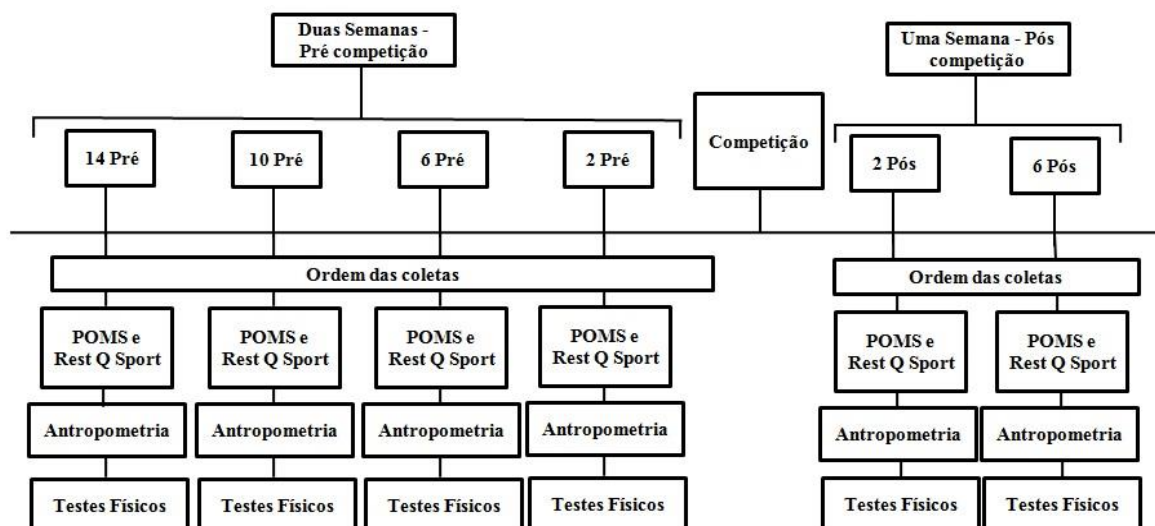 Duas Semanas -
Pré competição
Uma Semana - Pós
competição
Competição
14 Pré
10 Pré
6 Pré
2 Pré
2 Pós
6 Pós
Ordem das coletas
Ordem das coletas
POMS e
Rest Q Sport
POMS e
Rest Q Sport
POMS e
Rest Q Sport
POMS e
Rest Q Sport
POMS e
Rest Q Sport
POMS e
Rest Q Sport
Antropometria
Antropometria
Antropometria
Antropometria
Antropometria
Antropometria
Testes Físicos
Testes Físicos
Testes Físicos
Testes Físicos
Testes Físicos
Testes Físicos